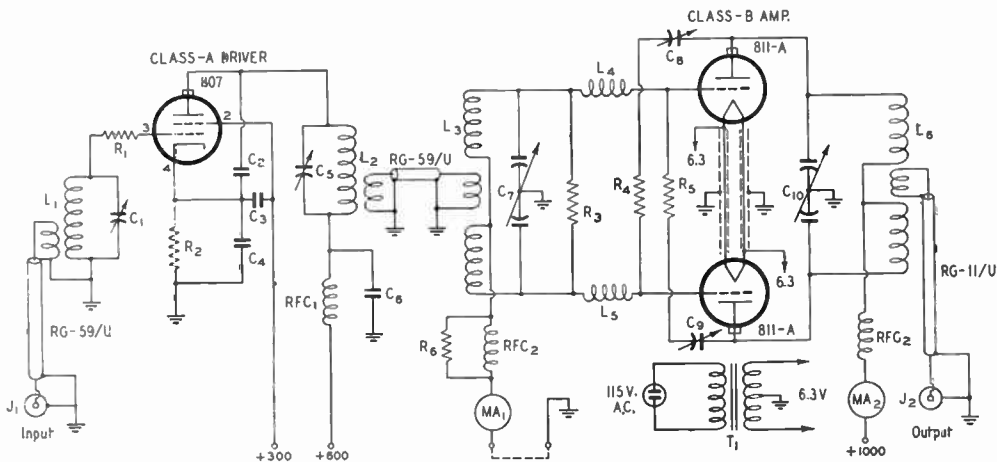 CLASS-A DRIVER
807
2
3
4
R1
L1
C1
C2
C3
C4
R2
RG-59/U
J1
Input
+300
C5
L2
RFC1
C6
+600
RG-59/U
L3
C7
R3
L4
L5
R6
RFC2
MA1
CLASS-B AMP.
811-A
C8
R4
R5
6.3
6.3
C9
811-A
C10
L6
RG-11/U
RFC2
MA2
+1000
J2
Output
115V.
A.C.
T1
6.3V